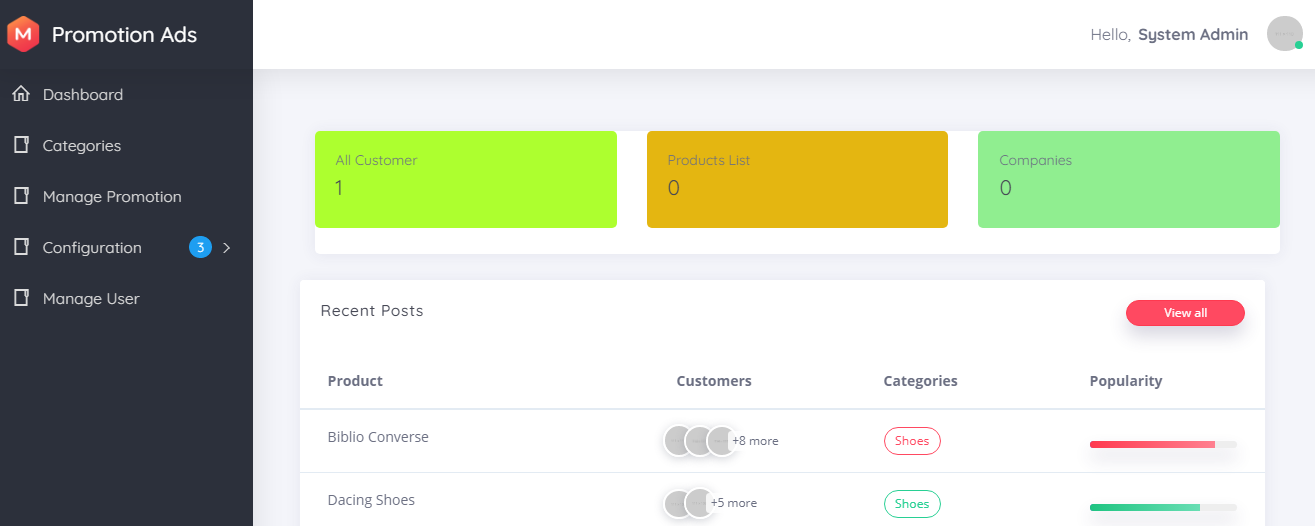 M Promotion Ads
Hello, System Admin
Dashboard
Categories
Manage Promotion
Configuration 3
Manage User
All Customer
1
Products List
0
Companies
0
Recent Posts
View all
Product Customers Categories Popularity
Biblio Converse +8 more Shoes
Dacing Shoes +5 more Shoes